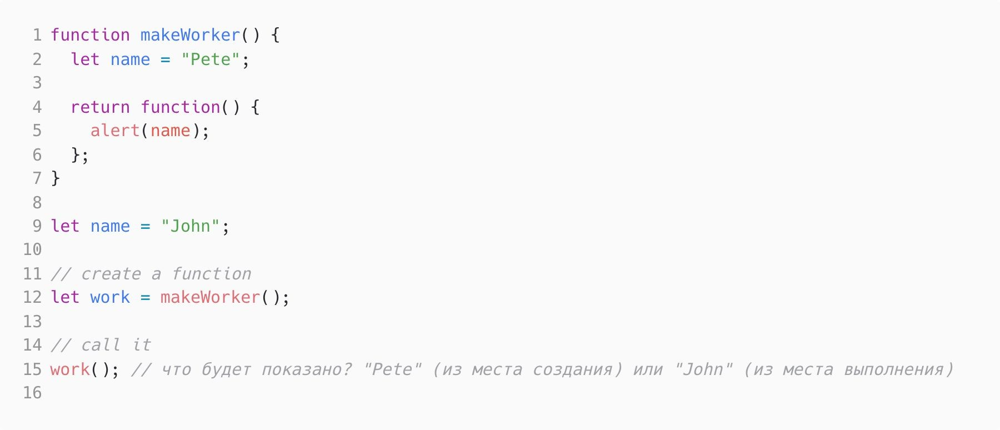 1 function makeWorker() {
2   let name = "Pete";
3
4   return function() {
5     alert(name);
6   };
7 }
8
9 let name = "John";
10
11 // create a function
12 let work = makeWorker();
13
14 // call it
15 work(); // что будет показано? "Pete" (из места создания) или "John" (из места выполнения)
16